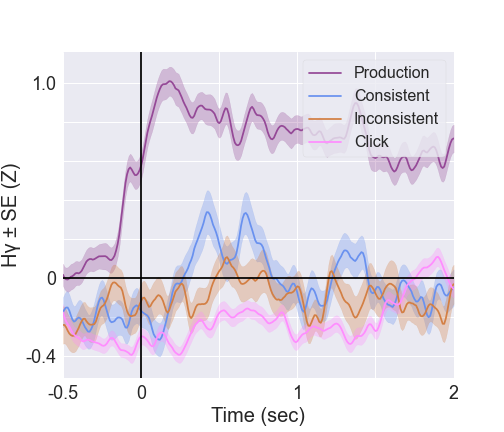 Production
Consistent
Inconsistent
Click
1.0
0
-0.4
Hγ ± SE (Z)
-0.5
0
1
2
Time (sec)